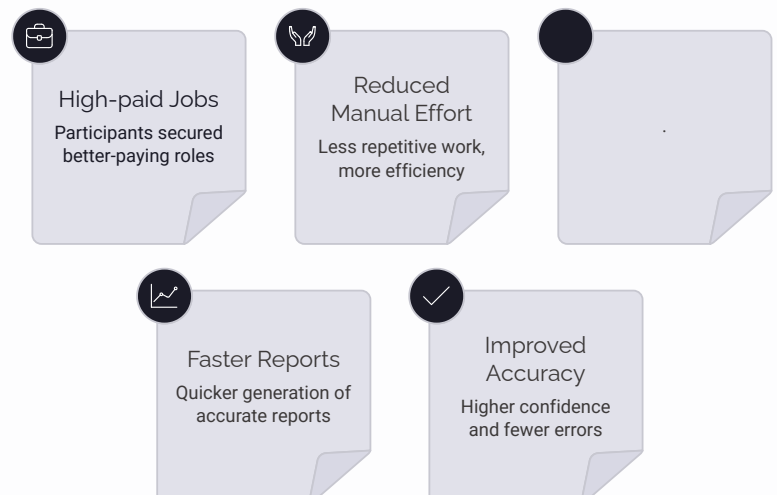 High-paid Jobs
Participants secured
better-paying roles
Reduced
Manual Effort
Less repetitive work,
more efficiency
.
Faster Reports
Quicker generation of
accurate reports
Improved
Accuracy
Higher confidence
and fewer errors